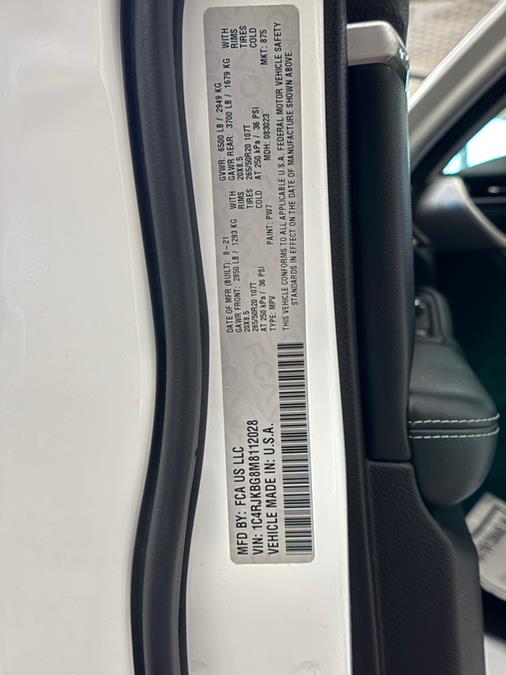 MFD BY: FCA US LLC
DATE OF MFR (BUILT): 8-21
GVWR: 6500 LB / 2949 KG
GAWR FRONT: 2850 LB / 1293 KG
GAWR REAR: 3700 LB / 1679 KG
WITH
20X8.5
20X8.5
RIMS
265/50R20 107T
265/50R20 107T
TIRES
AT 250 kPa / 36 PSI
AT 250 kPa / 36 PSI
COLD
TYPE: MPV
PAINT: PW7
MDH: 083023
MKT: 875
VIN: 1C4RJKBG8M8112028
VEHICLE MADE IN: U.S.A.
THIS VEHICLE CONFORMS TO ALL APPLICABLE U.S.A. FEDERAL MOTOR VEHICLE SAFETY
STANDARDS IN EFFECT ON THE DATE OF MANUFACTURE SHOWN ABOVE.